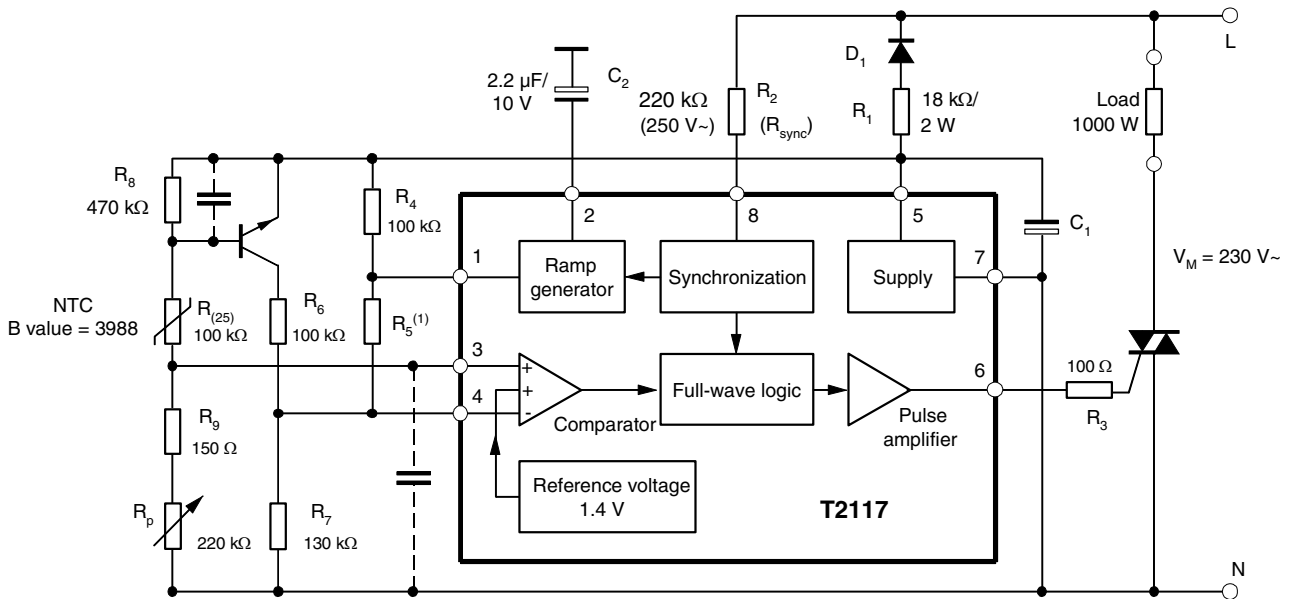 L
D1
2.2 µF/
10 V
C2
220 kΩ
(250 V~)
R2
(Rsync)
R1
18 kΩ/
2 W
Load
1000 W
R8
470 kΩ
R4
100 kΩ
2
8
5
C1
1
Ramp
generator
Synchronization
Supply
7
VM = 230 V~
NTC
B value = 3988
R(25)
100 kΩ
R6
100 kΩ
R5(1)
3
+
+
-
4
Comparator
Full-wave logic
Pulse
amplifier
6
100 Ω
R3
R9
150 Ω
Reference voltage
1.4 V
T2117
Rp
220 kΩ
R7
130 kΩ
N